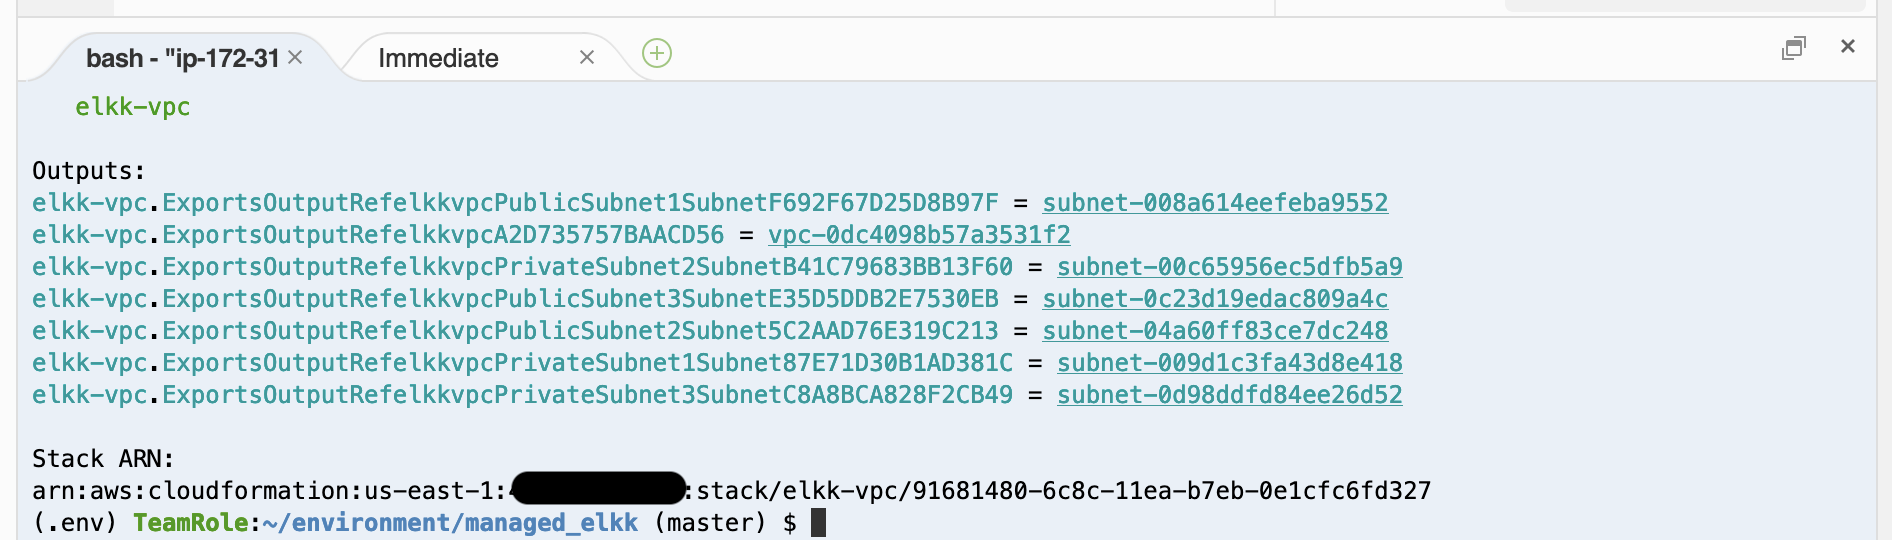 bash - "ip-172-31 Immediate
elkk-vpc
Outputs:
elkk-vpc.ExportsOutputRefelkkvpcPublicSubnet1SubnetF692F67D25D8B97F = subnet-008a614eefeba9552
elkk-vpc.ExportsOutputRefelkkvpcA2D735757BAACD56 = vpc-0dc4098b57a3531f2
elkk-vpc.ExportsOutputRefelkkvpcPrivateSubnet2SubnetB41C79683BB13F60 = subnet-00c65956ec5dfb5a9
elkk-vpc.ExportsOutputRefelkkvpcPublicSubnet3SubnetE35D5DDB2E7530EB = subnet-0c23d19edac809a4c
elkk-vpc.ExportsOutputRefelkkvpcPublicSubnet2Subnet5C2AAD76E319C213 = subnet-04a60ff83ce7dc248
elkk-vpc.ExportsOutputRefelkkvpcPrivateSubnet1Subnet87E71D30B1AD381C = subnet-009d1c3fa43d8e418
elkk-vpc.ExportsOutputRefelkkvpcPrivateSubnet3SubnetC8A8BCA828F2CB49 = subnet-0d98ddfd84ee26d52
Stack ARN:
arn:aws:cloudformation:us-east-1: :stack/elkk-vpc/91681480-6c8c-11ea-b7eb-0e1cfc6fd327
(.env) TeamRole:~/environment/managed_elkk (master) $